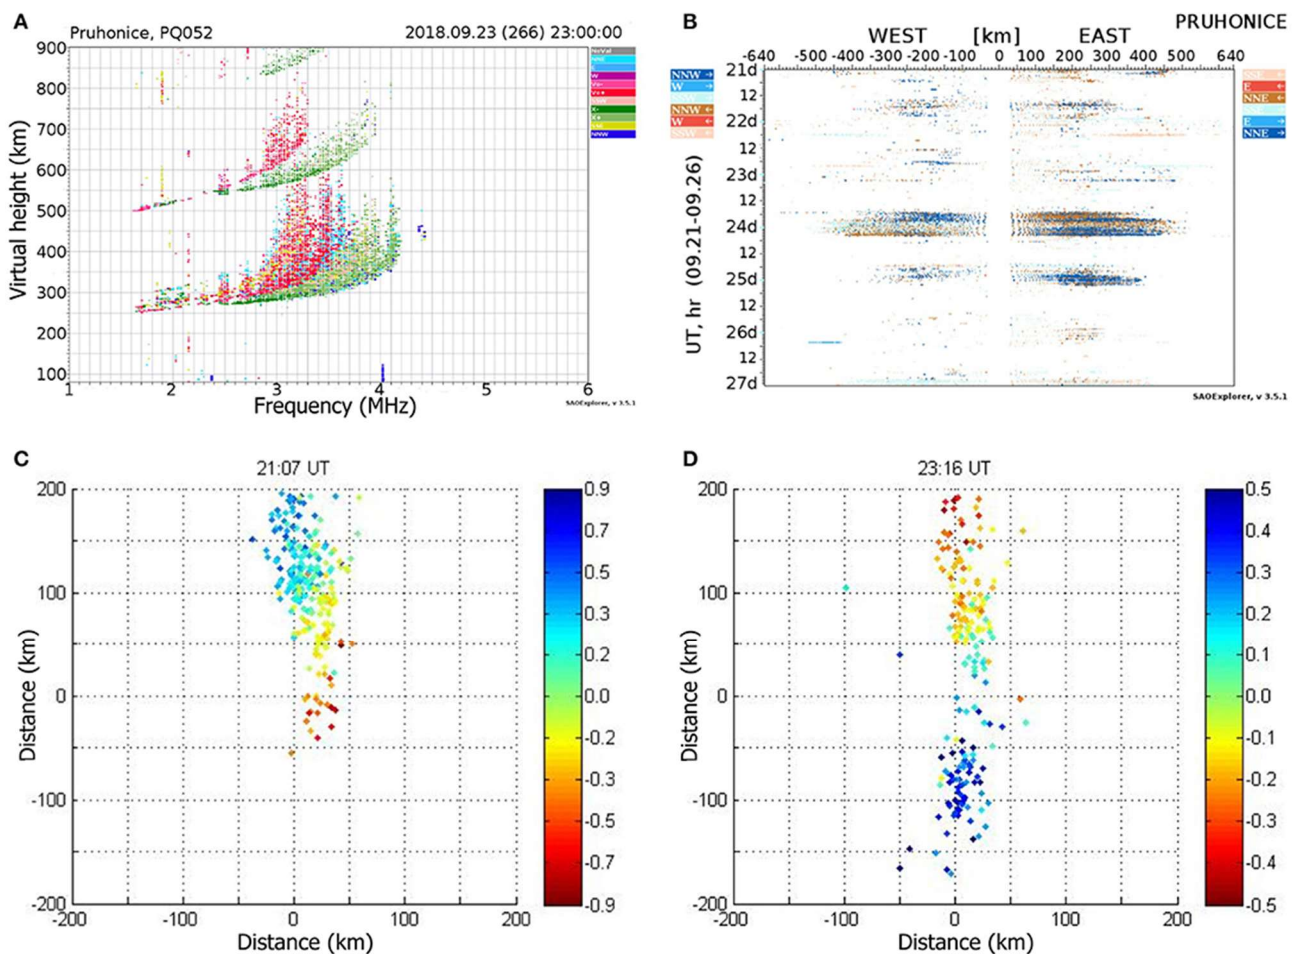 A
Pruhonice, PQ052 2018.09.23 (266) 23:00:00
Virtual height (km)
900
800
700
600
500
400
300
200
100
1 2 3 4 5 6
Frequency (MHz)
SAOExplorer, v 3.5.1
NoVal
NNE
E
W
Vo-
Vo+
X-
X+
NNW
B
PRUHONICE
WEST [km] EAST
-640 -500 -400 -300 -200 -100 0 100 200 300 400 500 640
UT, hr (09.21-09.26)
21d
12
22d
12
23d
12
24d
12
25d
12
26d
12
27d
NNW →
W →
NNW ←
W ←
SSW ←
E ←
NNE ←
E →
NNE →
SAOExplorer, v 3.5.1
C
21:07 UT
Distance (km)
200
100
0
-100
-200
-200 -100 0 100 200
Distance (km)
0.9
0.7
0.5
0.3
0.2
0.0
-0.2
-0.3
-0.5
-0.7
-0.9
D
23:16 UT
Distance (km)
200
100
0
-100
-200
-200 -100 0 100 200
Distance (km)
0.5
0.4
0.3
0.2
0.1
0.0
-0.1
-0.2
-0.3
-0.4
-0.5